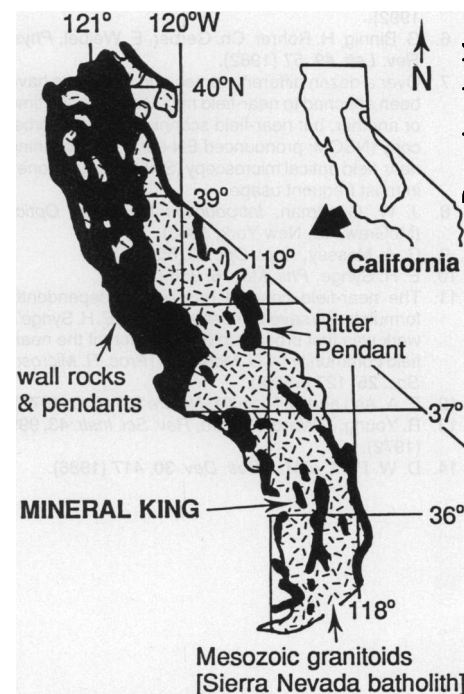 121° 120°W
N
40°N
39°
119°
California
Ritter
Pendant
wall rocks
& pendants
37°
MINERAL KING
36°
118°
Mesozoic granitoids
[Sierra Nevada batholith]